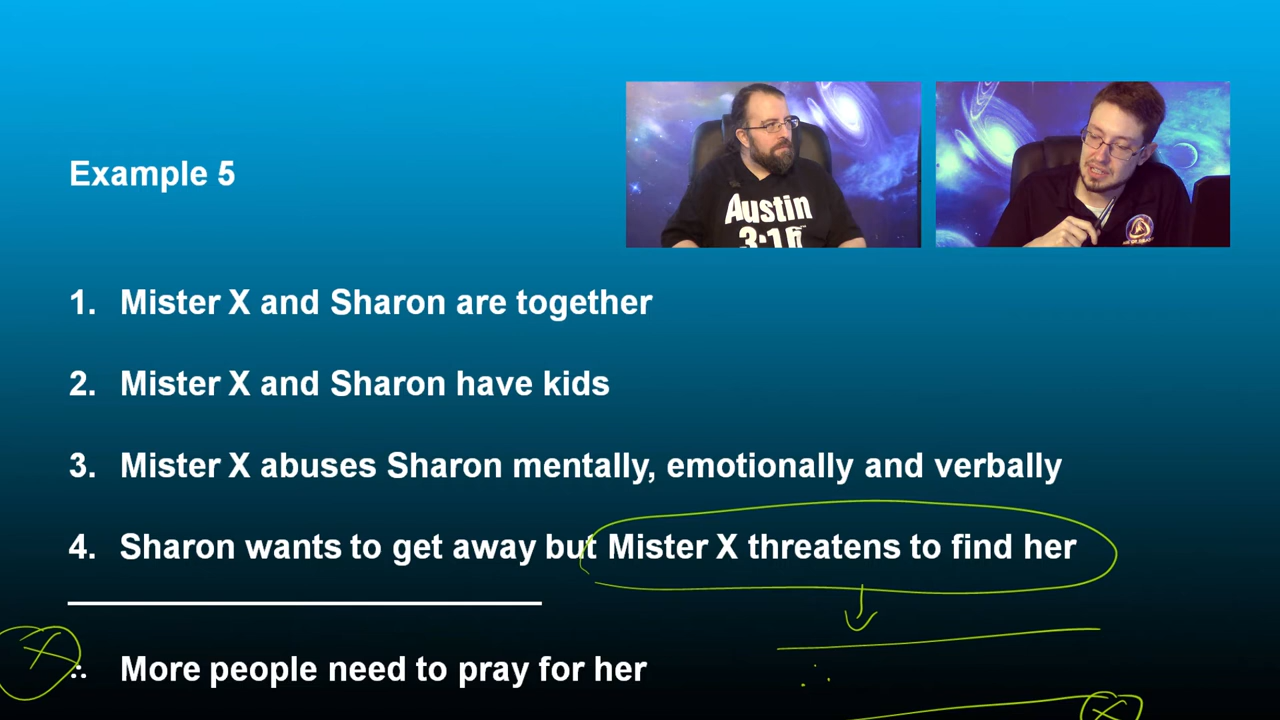 Example 5
Austin
3:16
1. Mister X and Sharon are together
2. Mister X and Sharon have kids
3. Mister X abuses Sharon mentally, emotionally and verbally
4. Sharon wants to get away but Mister X threatens to find her
∴ More people need to pray for her